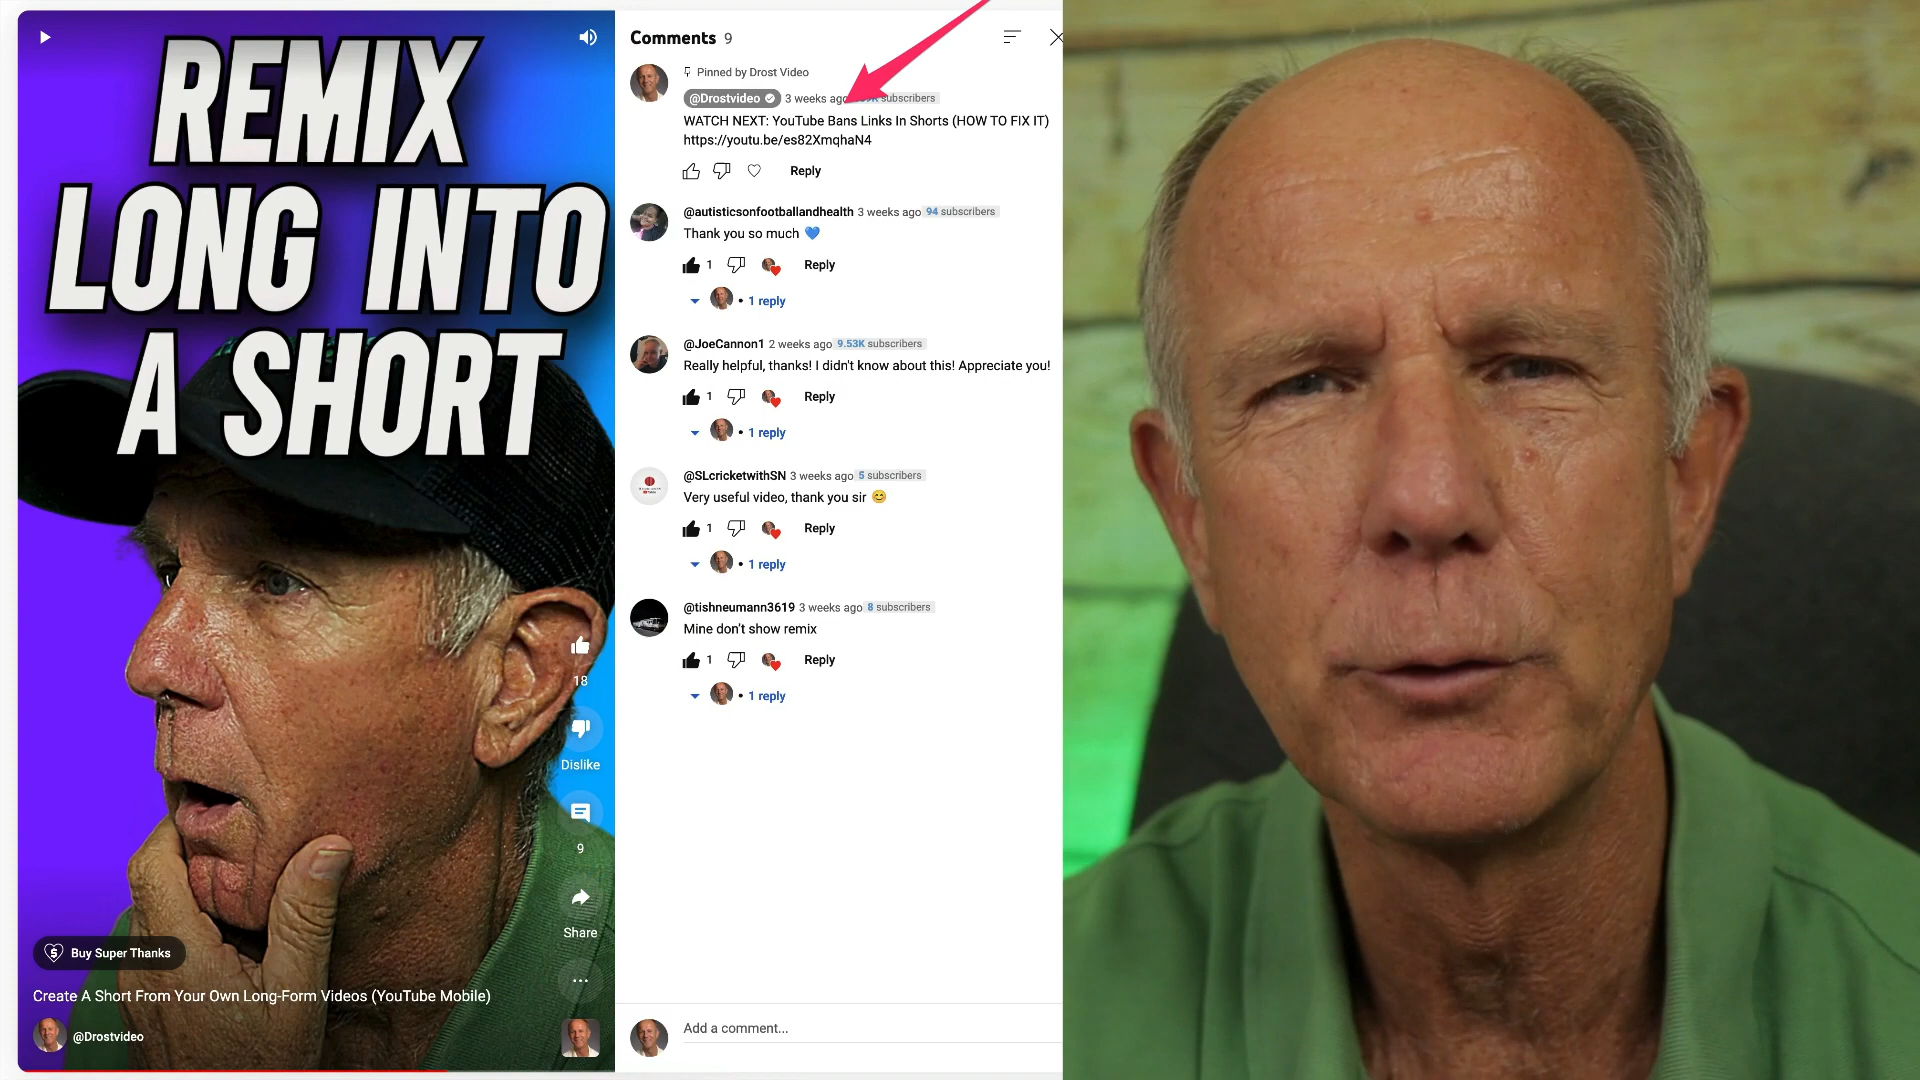 REMIX
LONG INTO
A SHORT
18
Dislike
9
Share
Buy Super Thanks
Create A Short From Your Own Long-Form Videos (YouTube Mobile)
@Drostvideo
Comments 9
Pinned by Drost Video
@Drostvideo 3 weeks ago subscribers
WATCH NEXT: YouTube Bans Links In Shorts (HOW TO FIX IT)
https://youtu.be/es82XmqhaN4
Reply
@autisticsonfootballandhealth 3 weeks ago 94 subscribers
Thank you so much 💙
1 Reply
• 1 reply
@JoeCannon1 2 weeks ago 9.53K subscribers
Really helpful, thanks! I didn't know about this! Appreciate you!
1 Reply
• 1 reply
@SLcricketwithSN 3 weeks ago 5 subscribers
Very useful video, thank you sir 😊
1 Reply
• 1 reply
@tishneumann3619 3 weeks ago 8 subscribers
Mine don't show remix
1 Reply
• 1 reply
Add a comment...